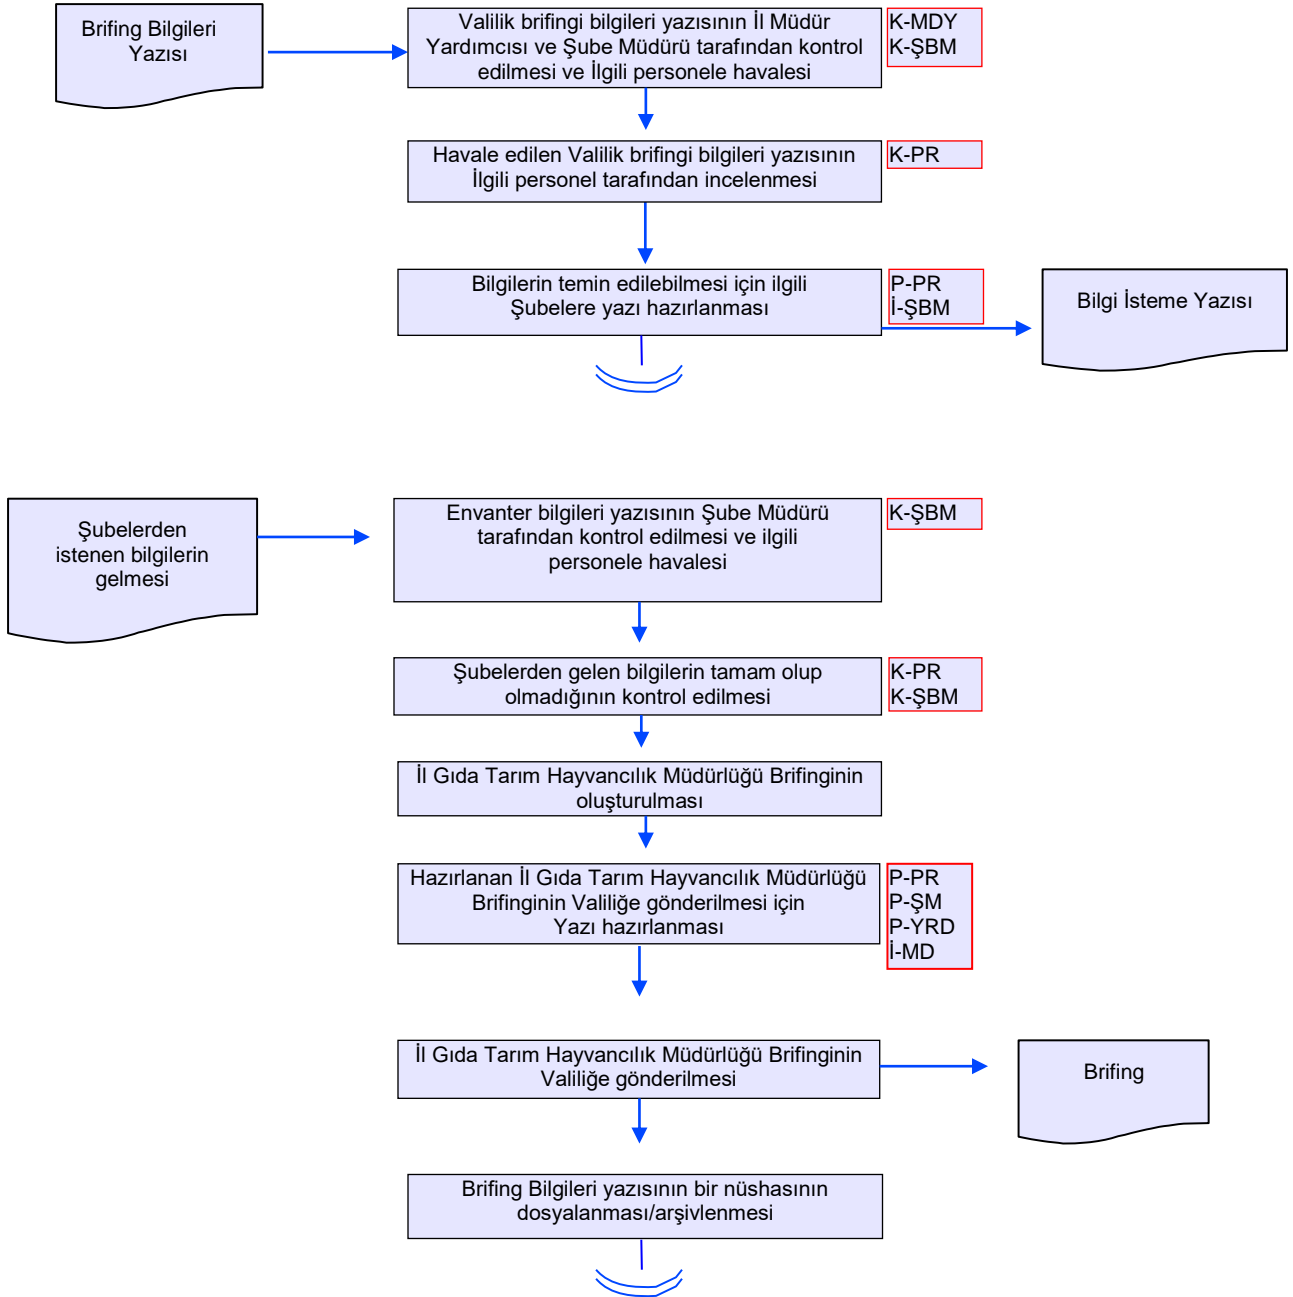 Brifing Bilgileri
Yazısı
Valilik brifingi bilgileri yazısının İl Müdür
Yardımcısı ve Şube Müdürü tarafından kontrol
edilmesi ve İlgili personele havalesi
K-MDY
K-ŞBM
Havale edilen Valilik brifingi bilgileri yazısının
İlgili personel tarafından incelenmesi
K-PR
Bilgilerin temin edilebilmesi için ilgili
Şubelere yazı hazırlanması
P-PR
İ-ŞBM
Bilgi İsteme Yazısı
Şubelerden
istenen bilgilerin
gelmesi
Envanter bilgileri yazısının Şube Müdürü
tarafından kontrol edilmesi ve ilgili
personele havalesi
K-ŞBM
Şubelerden gelen bilgilerin tamam olup
olmadığının kontrol edilmesi
K-PR
K-ŞBM
İl Gıda Tarım Hayvancılık Müdürlüğü Brifinginin
oluşturulması
Hazırlanan İl Gıda Tarım Hayvancılık Müdürlüğü
Brifinginin Valiliğe gönderilmesi için
Yazı hazırlanması
P-PR
P-ŞM
P-YRD
İ-MD
İl Gıda Tarım Hayvancılık Müdürlüğü Brifinginin
Valiliğe gönderilmesi
Brifing
Brifing Bilgileri yazısının bir nüshasının
dosyalanması/arşivlenmesi